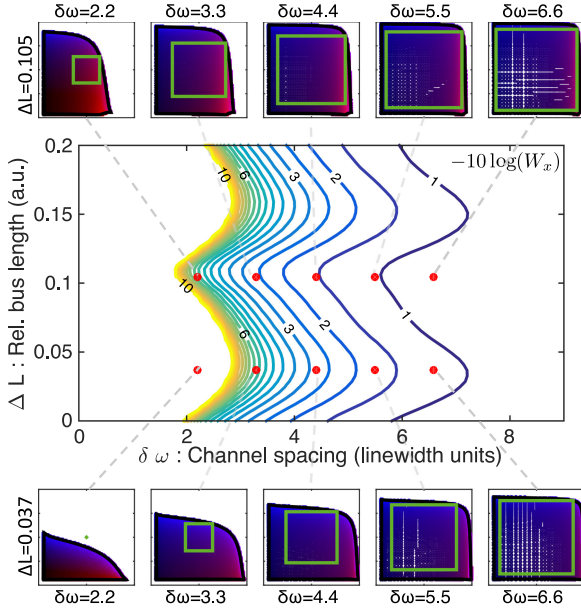 δω=2.2 δω=3.3 δω=4.4 δω=5.5 δω=6.6
ΔL=0.105
−10 log(Wₓ)
0.2
0.15
0.1
0.05
0
Δ L : Rel. bus length (a.u.)
10 6 3 2 1
10 6 3 2 1
0 2 4 6 8
δ ω : Channel spacing (linewidth units)
ΔL=0.037
δω=2.2 δω=3.3 δω=4.4 δω=5.5 δω=6.6